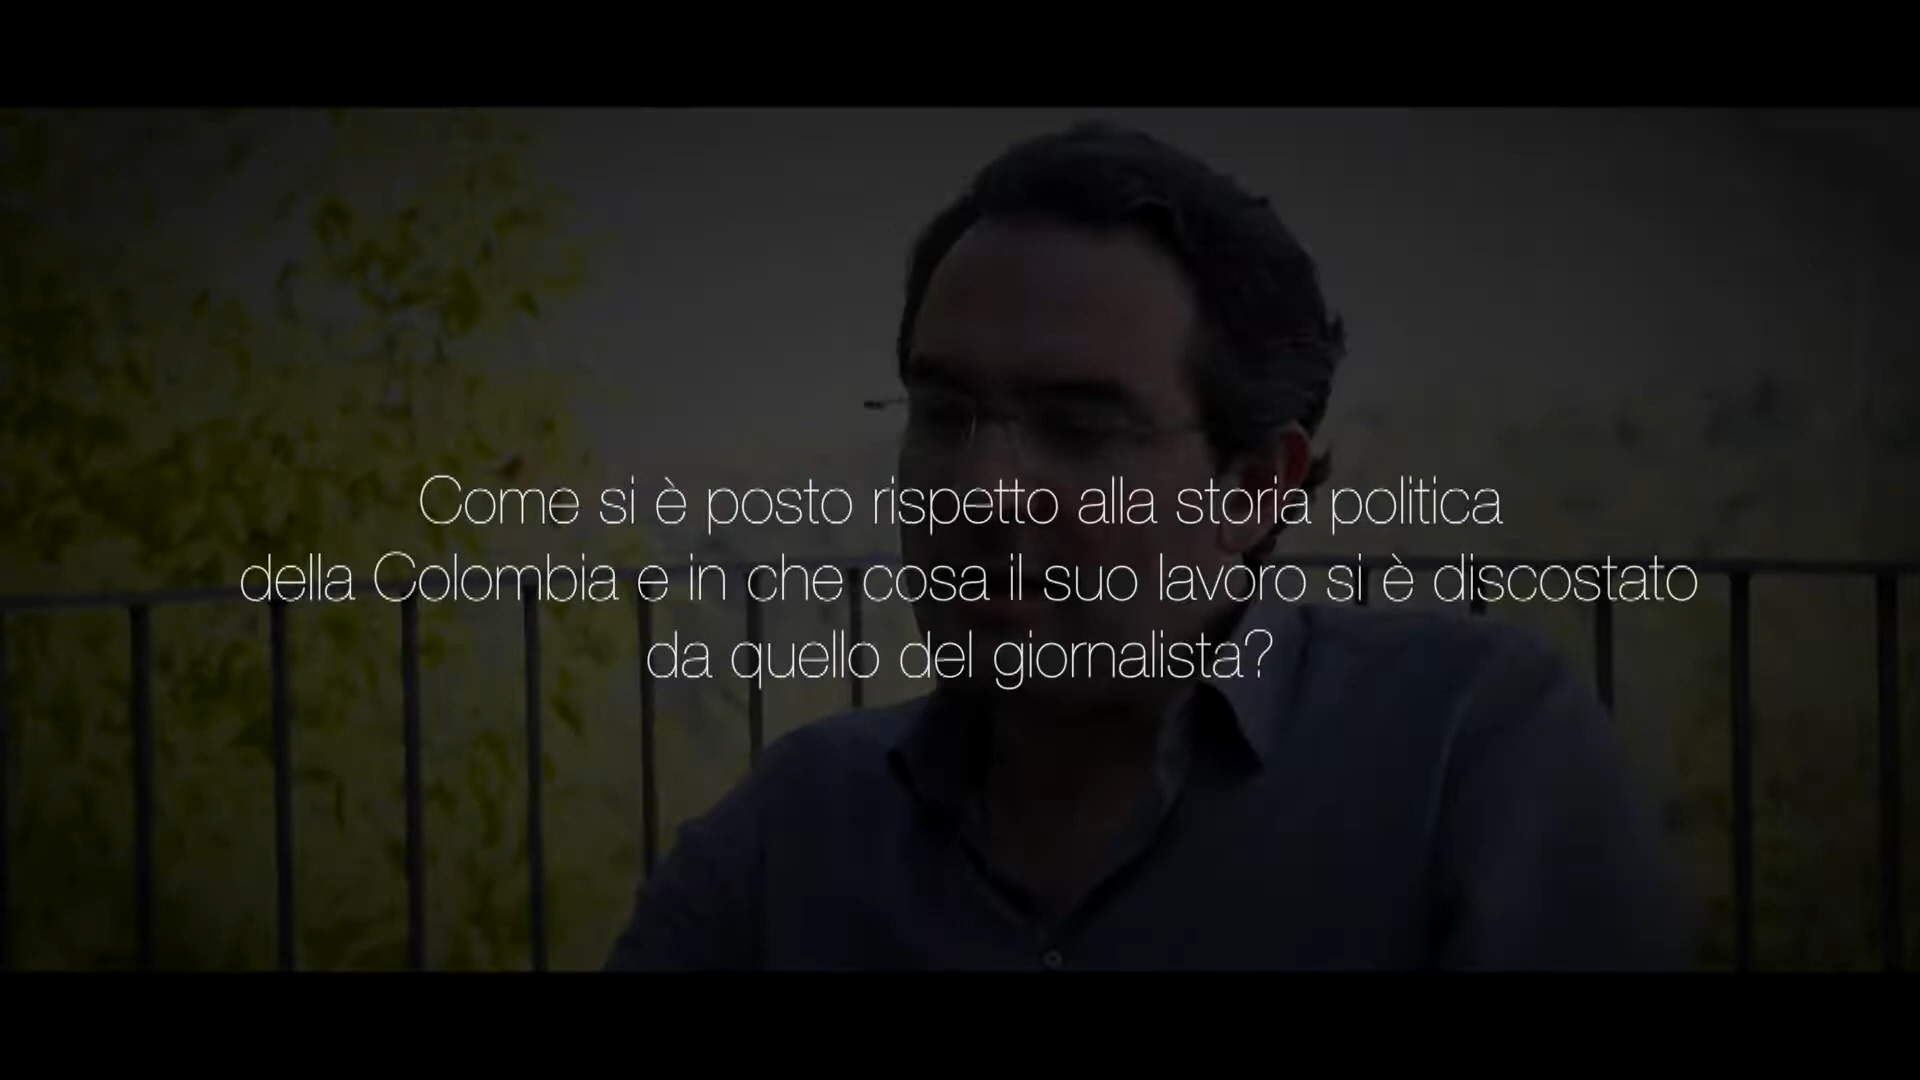 Come si è posto rispetto alla storia politica
della Colombia e in che cosa il suo lavoro si è discostato
da quello del giornalista?